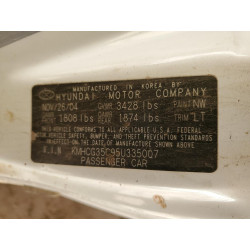 MANUFACTURED IN KOREA BY
HYUNDAI MOTOR COMPANY
NOV/26/04 GVWR 3428 lbs PAINT NW
1808 lbs 1874 lbs TRIM LT
THIS VEHICLE CONFORMS TO ALL APPLICABLE
FEDERAL MOTOR VEHICLE SAFETY,
BUMPER, AND THEFT PREVENTION
STANDARDS IN EFFECT ON THE DATE
OF MANUFACTURE SHOWN ABOVE
V.I.N KMHCG35C95U335007
PASSENGER CAR